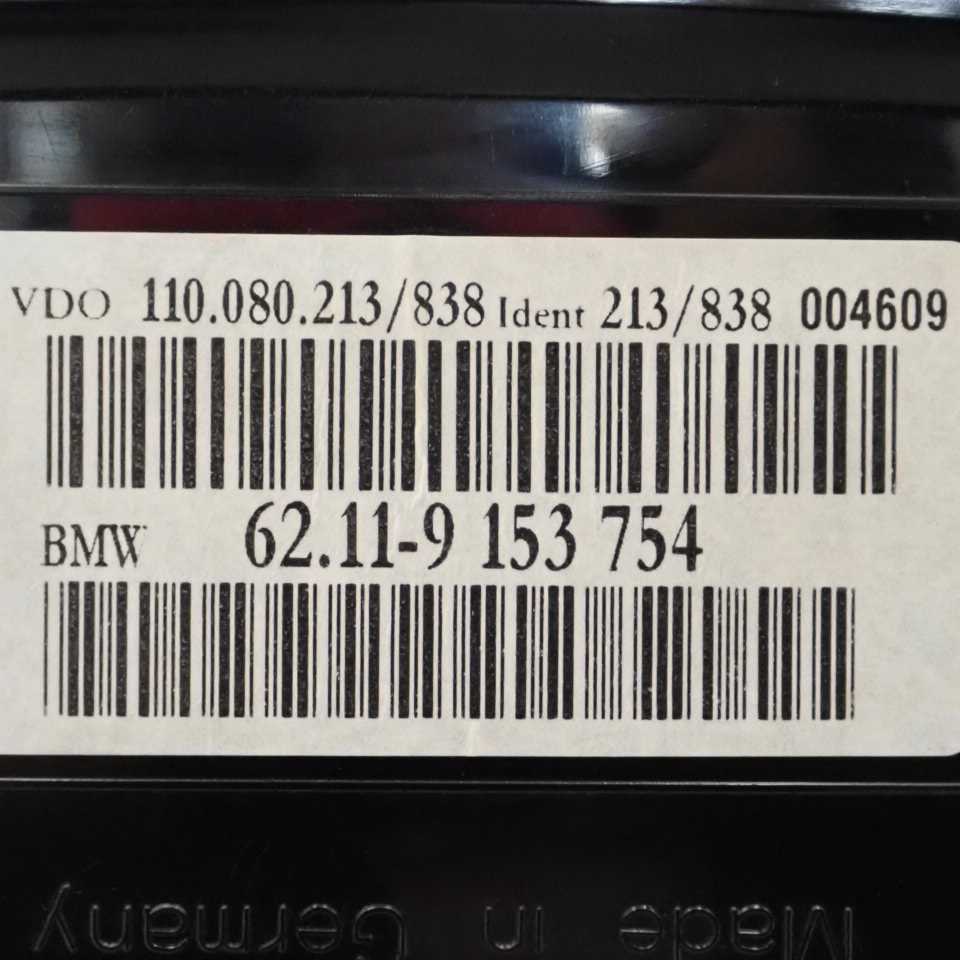 VDO 110.080.213/838 Ident 213/838 004609
BMW 62.11-9 153 754
Made in Germany